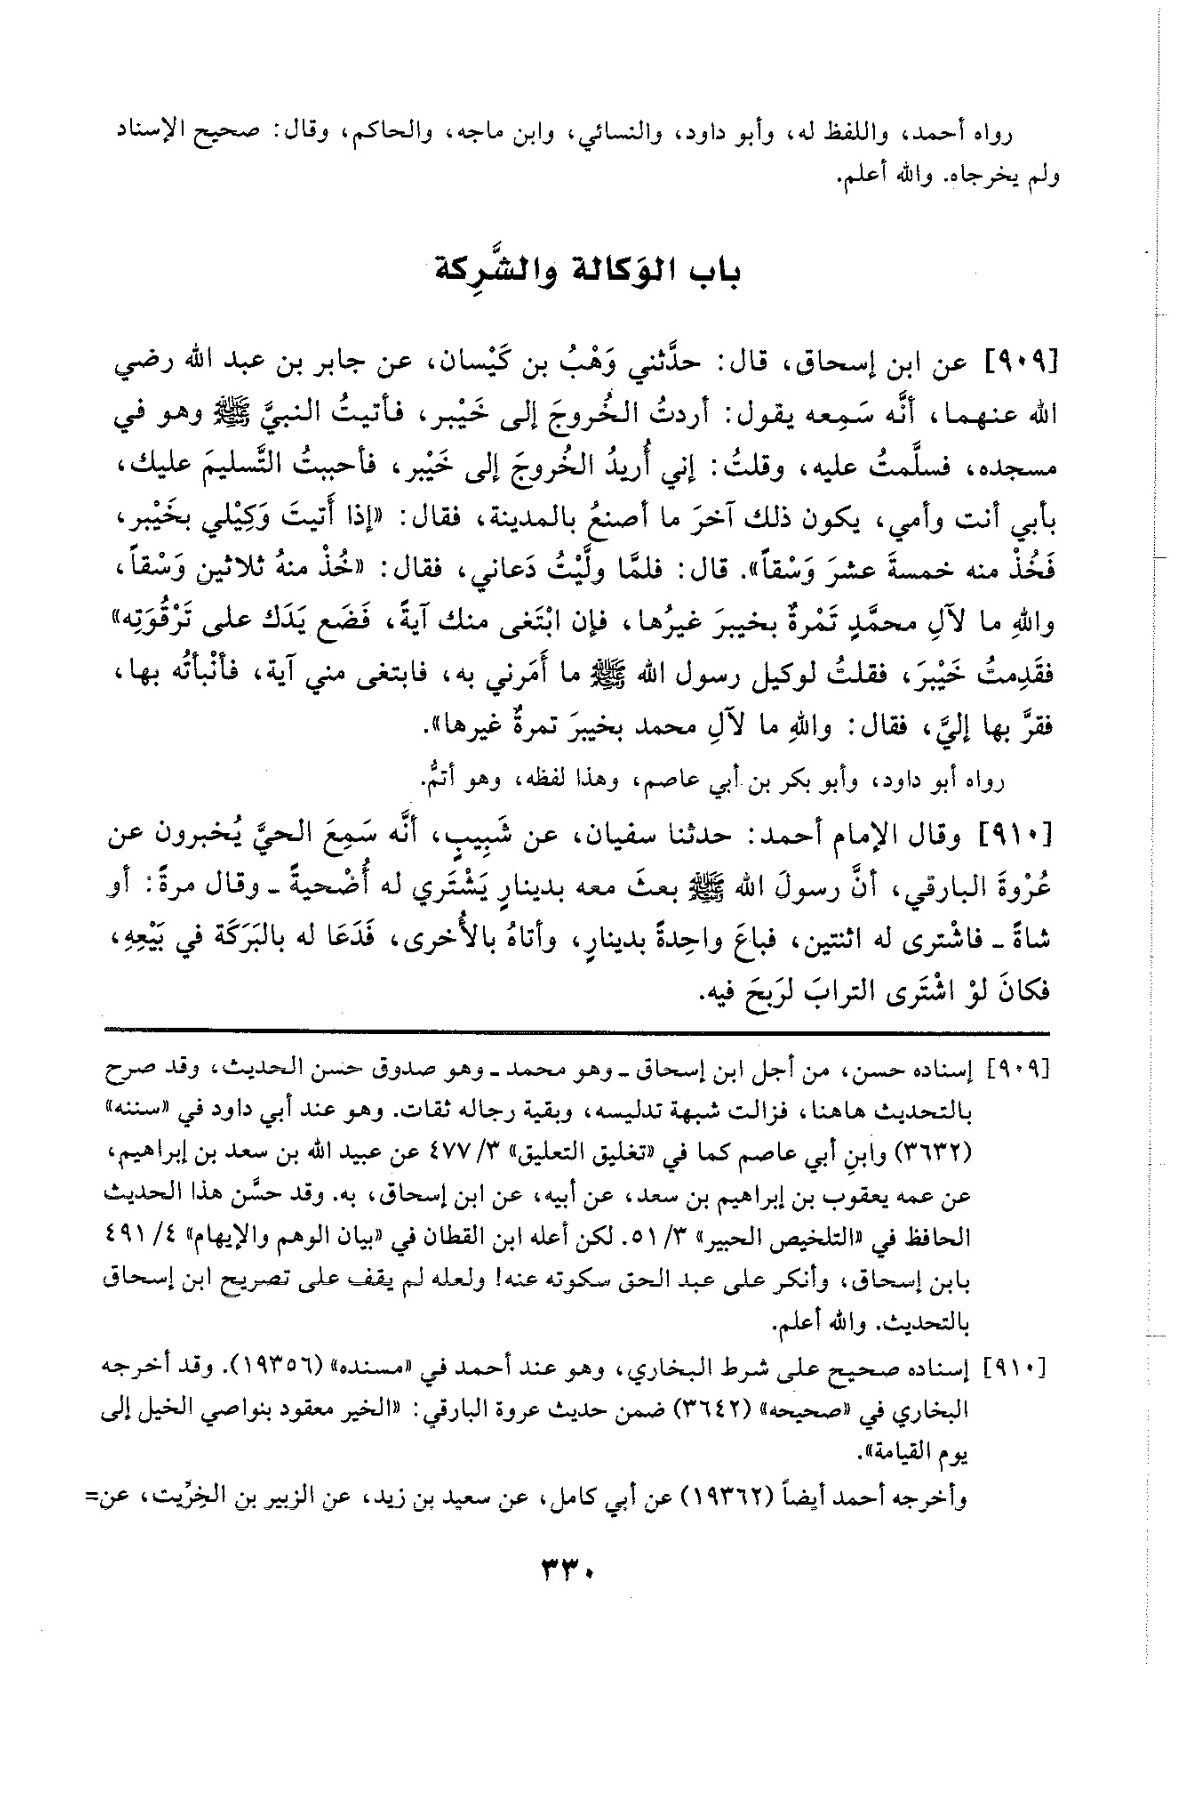 رواه أحمد، واللفظ له، وأبو داود، والنسائي، وابن ماجه، والحاكم، وقال: صحيح الإسناد
ولم يخرجاه. والله أعلم.
باب الوَكالة والشَّرِكة
[٩٠٩] عن ابن إسحاق، قال: حدَّثني وَهْبُ بن كَيْسان، عن جابر بن عبد الله رضي
الله عنهما، أنَّه سَمِعه يقول: أردتُ الخُروجَ إلى خَيْبر، فأتيتُ النبيَّ ﷺ وهو في
مسجده، فسلَّمتُ عليه، وقلتُ: إني أُريدُ الخُروجَ إلى خَيْبر، فأحببتُ التَّسليمَ عليك،
بأبي أنت وأمي، يكون ذلك آخرَ ما أصنعُ بالمدينة، فقال: «إذا أَتيتَ وَكِيْلي بخَيْبر،
فَخُذْ منه خمسةَ عشرَ وَسْقاً». قال: فلمَّا ولَّيْتُ دَعاني، فقال: «خُذْ منهُ ثلاثين وَسْقاً،
واللهِ ما لآلِ محمَّدٍ تَمْرةٌ بخيبرَ غيرُها، فإن ابْتَغى منك آيةً، فَضَع يَدَك على تَرْقُوَتِه»
فقَدِمتُ خَيْبرَ، فقلتُ لوكيل رسول الله ﷺ ما أَمَرني به، فابتغى مني آية، فأنْبأتُه بها،
فقرَّ بها إليَّ، فقال: واللهِ ما لآلِ محمد بخيبرَ تمرةٌ غيرها».
رواه أبو داود، وأبو بكر بن أبي عاصم، وهذا لفظه، وهو أتمُّ.
[٩١٠] وقال الإمام أحمد: حدثنا سفيان، عن شَبِيبٍ، أنَّه سَمِعَ الحيَّ يُخبرون عن
عُرْوةَ البارقي، أنَّ رسولَ الله ﷺ بعثَ معه بدينارٍ يَشْتَري له أُضْحيةً ـ وقال مرةً: أو
شاةً ـ فاشْترى له اثنتين، فباعَ واحِدةً بدينارٍ، وأتاهُ بالأُخرى، فَدَعَا له بالبَرَكَة في بَيْعِهِ،
فكانَ لوْ اشْتَرى الترابَ لرَبحَ فيه.
[٩٠٩] إسناده حسن، من أجل ابن إسحاق ـ وهو محمد ـ وهو صدوق حسن الحديث، وقد صرح
بالتحديث هاهنا، فزالت شبهة تدليسه، وبقية رجاله ثقات. وهو عند أبي داود في «سننه»
(٣٦٣٢) وابنِ أبي عاصم كما في «تغليق التعليق» ٣/ ٤٧٧ عن عبيد الله بن سعد بن إبراهيم،
عن عمه يعقوب بن إبراهيم بن سعد، عن أبيه، عن ابن إسحاق، به. وقد حسَّن هذا الحديث
الحافظ في «التلخيص الحبير» ٣/ ٥١. لكن أعله ابن القطان في «بيان الوهم والإيهام» ٤/ ٤٩١
بابن إسحاق، وأنكر على عبد الحق سكوته عنه! ولعله لم يقف على تصريح ابن إسحاق
بالتحديث. والله أعلم.
[٩١٠] إسناده صحيح على شرط البخاري، وهو عند أحمد في «مسنده» (١٩٣٥٦). وقد أخرجه
البخاري في «صحيحه» (٣٦٤٢) ضمن حديث عروة البارقي: «الخير معقود بنواصي الخيل إلى
يوم القيامة».
وأخرجه أحمد أيضاً (١٩٣٦٢) عن أبي كامل، عن سعيد بن زيد، عن الزبير بن الخِرِّيت، عن=
٣٣٠